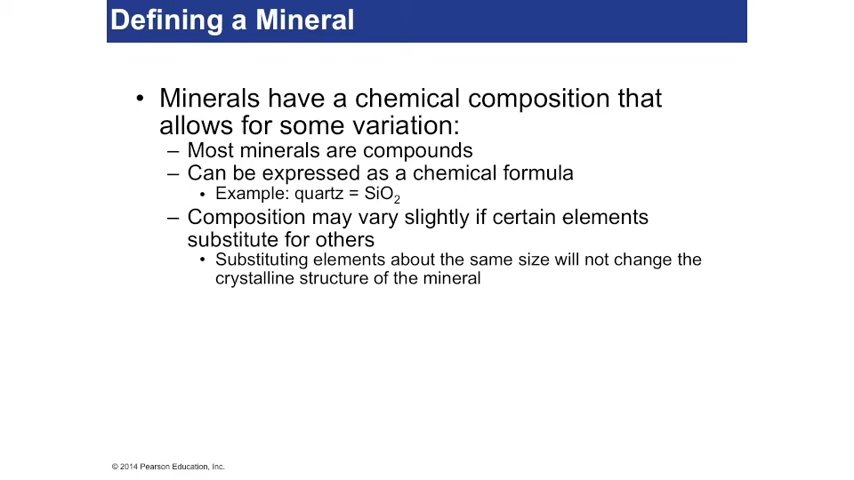 Defining a Mineral
• Minerals have a chemical composition that
allows for some variation:
– Most minerals are compounds
– Can be expressed as a chemical formula
• Example: quartz = SiO₂
– Composition may vary slightly if certain elements
substitute for others
• Substituting elements about the same size will not change the
crystalline structure of the mineral
© 2014 Pearson Education, Inc.